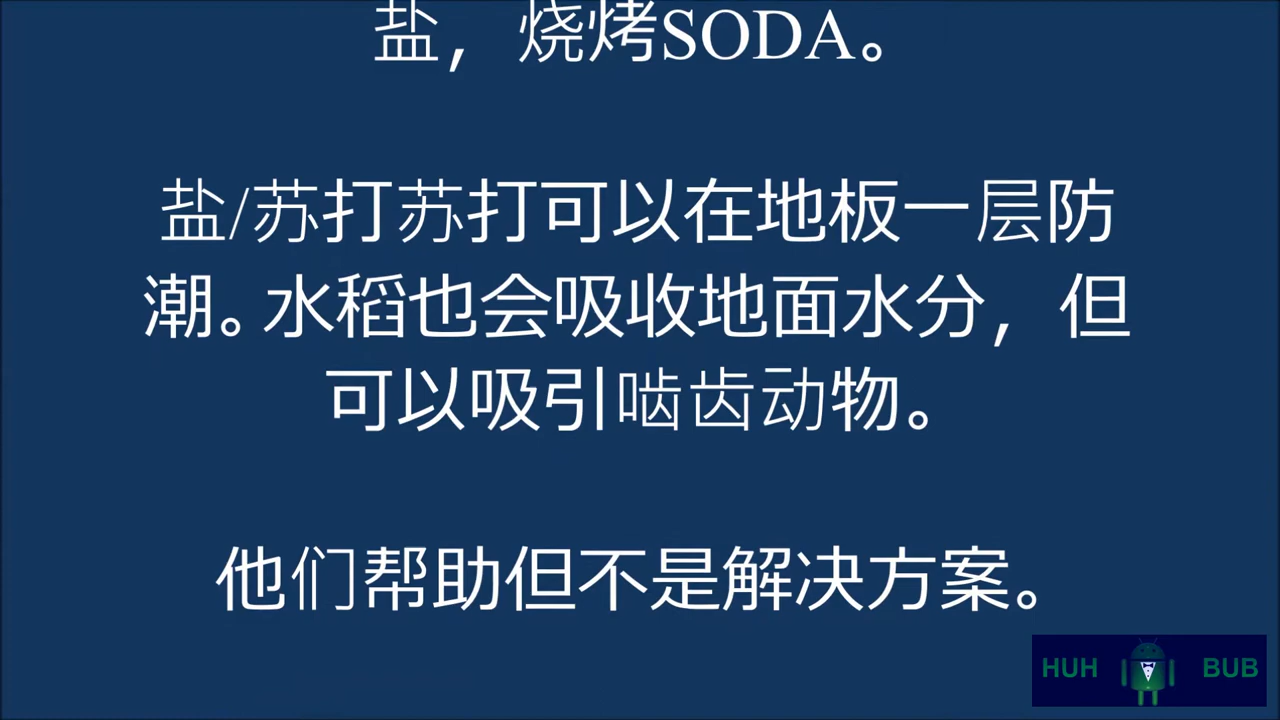 盐，烧烤SODA。
盐/苏打苏打可以在地板一层防
潮。水稻也会吸收地面水分，但
可以吸引啮齿动物。
他们帮助但不是解决方案。
HUH BUB